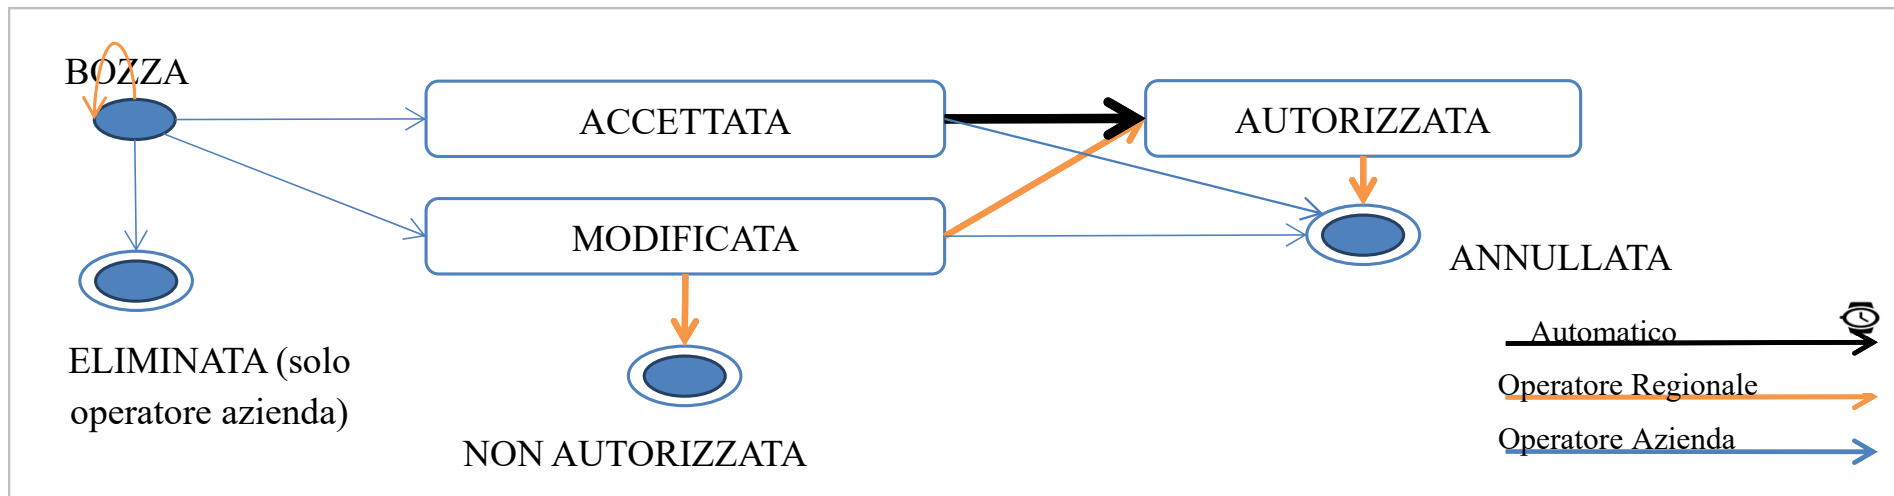 BOZZA
ACCETTATA
AUTORIZZATA
MODIFICATA
ANNULLATA
ELIMINATA (solo
operatore azienda)
NON AUTORIZZATA
Automatico
Operatore Regionale
Operatore Azienda